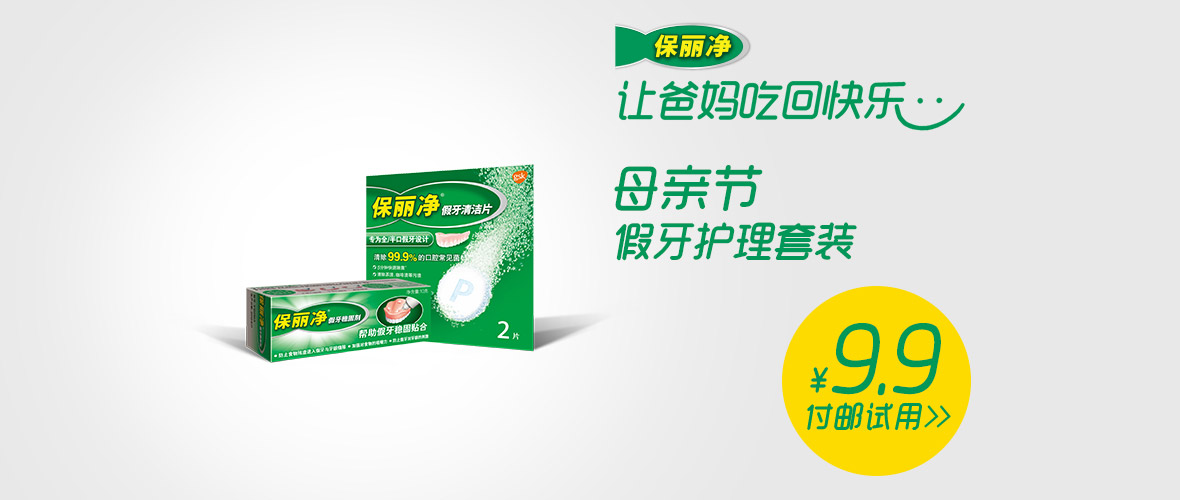 保丽净
让爸妈吃回快乐
母亲节
假牙护理套装
¥9.9
付邮试用>>
gsk
保丽净® 假牙清洁片
专为全/半口假牙设计
清除99.9%的口腔常见菌
P
2片
保丽净® 假牙稳固剂
帮助假牙稳固贴合